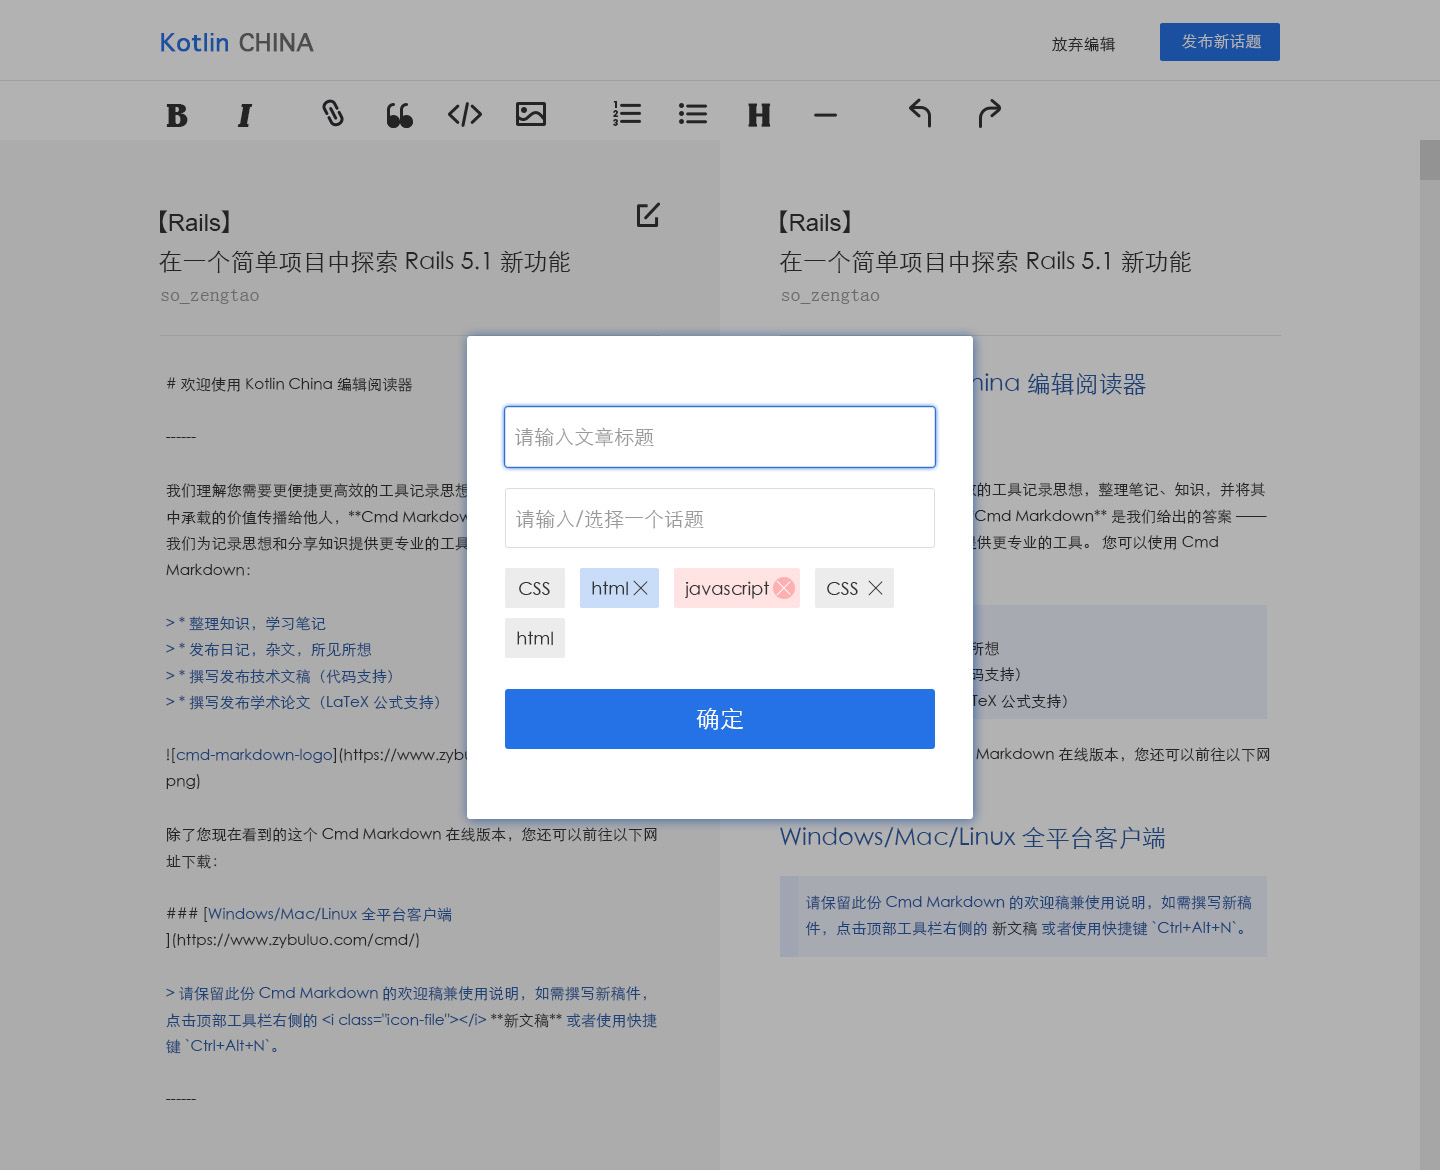 Kotlin CHINA
放弃编辑
发布新话题
【Rails】
在一个简单项目中探索 Rails 5.1 新功能
so_zengtao
# 欢迎使用 Kotlin China 编辑阅读器
------
我们理解您需要更便捷更高效的工具记录思想
中承载的价值传播给他人，**Cmd Markdow
我们为记录思想和分享知识提供更专业的工具
Markdown：
> * 整理知识，学习笔记
> * 发布日记，杂文，所见所想
> * 撰写发布技术文稿（代码支持）
> * 撰写发布学术论文（LaTeX 公式支持）
![cmd-markdown-logo](https://www.zybu
png)
除了您现在看到的这个 Cmd Markdown 在线版本，您还可以前往以下网
址下载：
### [Windows/Mac/Linux 全平台客户端
](https://www.zybuluo.com/cmd/)
> 请保留此份 Cmd Markdown 的欢迎稿兼使用说明，如需撰写新稿件，
点击顶部工具栏右侧的 <i class="icon-file"></i> **新文稿** 或者使用快捷
键 `Ctrl+Alt+N`。
------
【Rails】
在一个简单项目中探索 Rails 5.1 新功能
so_zengtao
hina 编辑阅读器
的工具记录思想，整理笔记、知识，并将其
Cmd Markdown** 是我们给出的答案 ——
供更专业的工具。 您可以使用 Cmd
所想
码支持）
TeX 公式支持）
Markdown 在线版本，您还可以前往以下网
Windows/Mac/Linux 全平台客户端
请保留此份 Cmd Markdown 的欢迎稿兼使用说明，如需撰写新稿
件，点击顶部工具栏右侧的 新文稿 或者使用快捷键 `Ctrl+Alt+N`。
请输入文章标题
请输入/选择一个话题
CSS html javascript CSS
html
确定